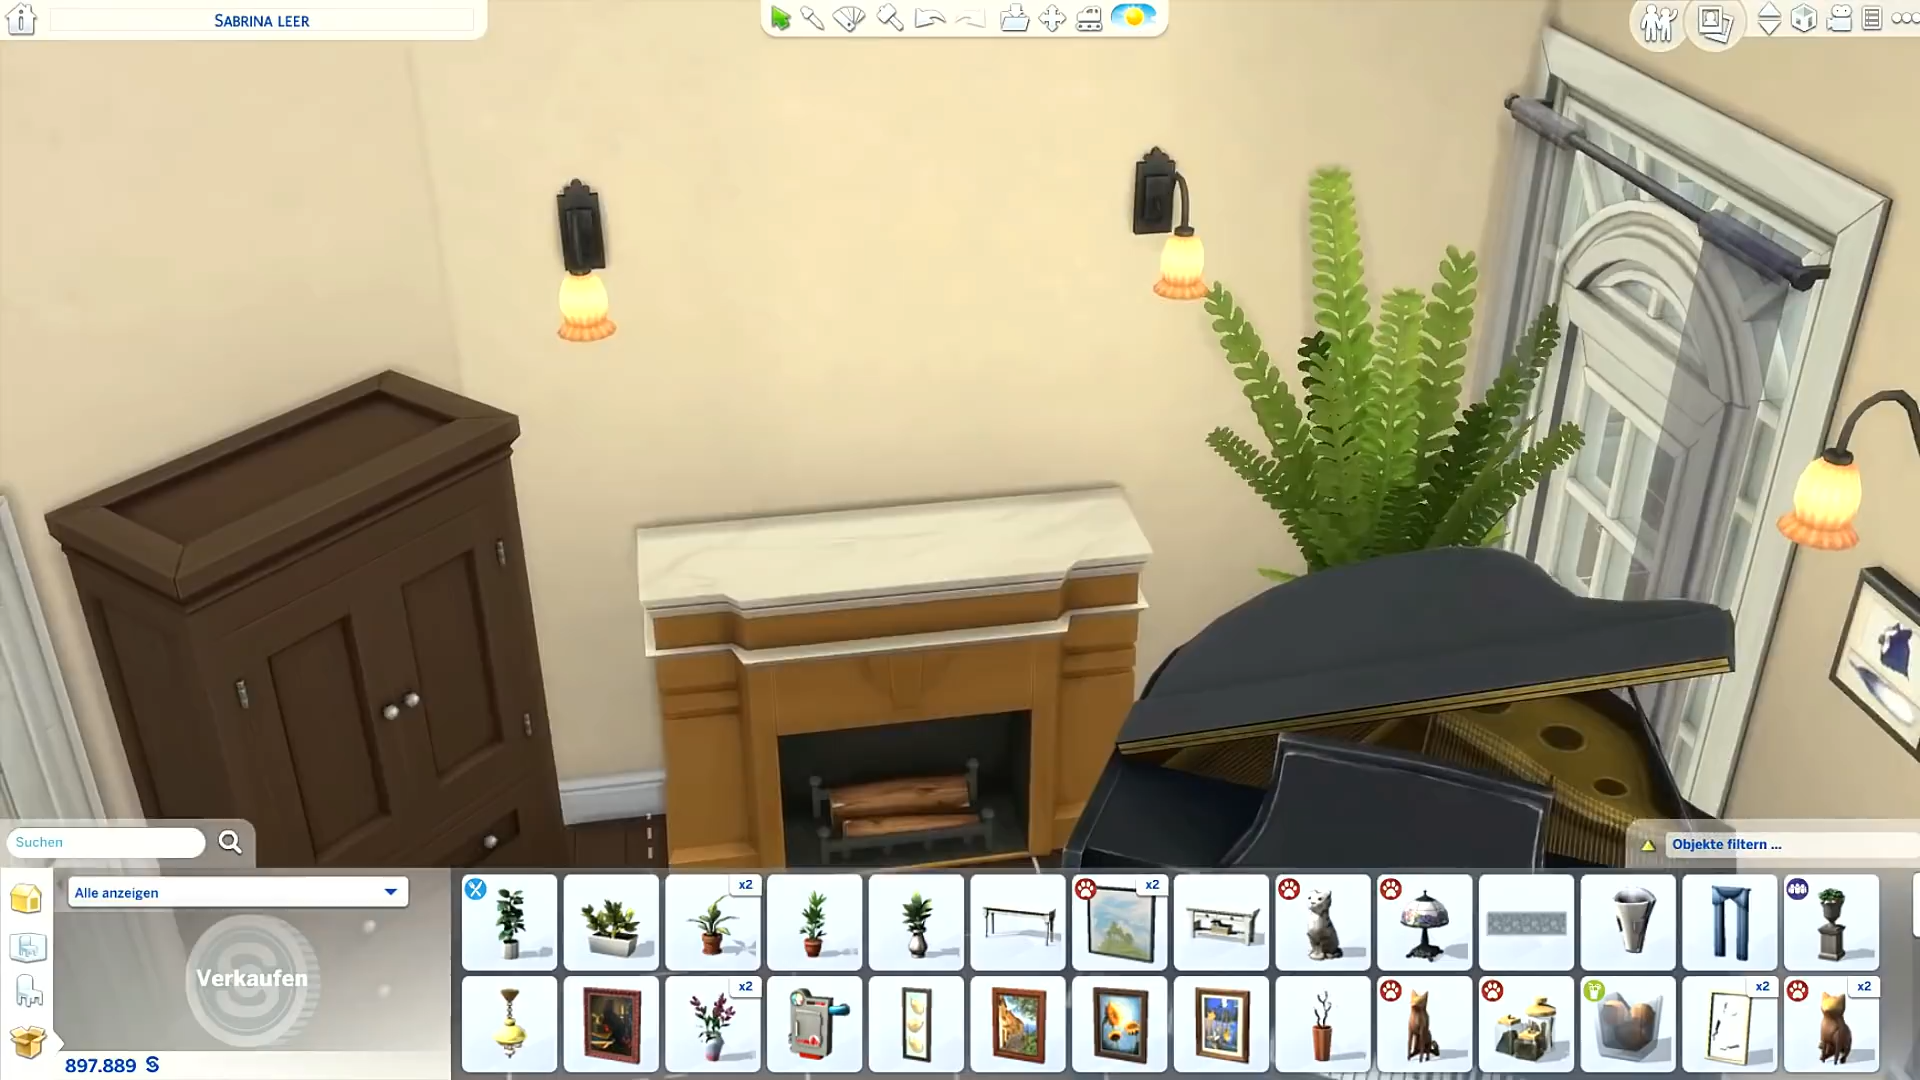 SABRINA LEER
Suchen
Objekte filtern ...
Alle anzeigen
x2
x2
Verkaufen
x2
x2
x2
897.889